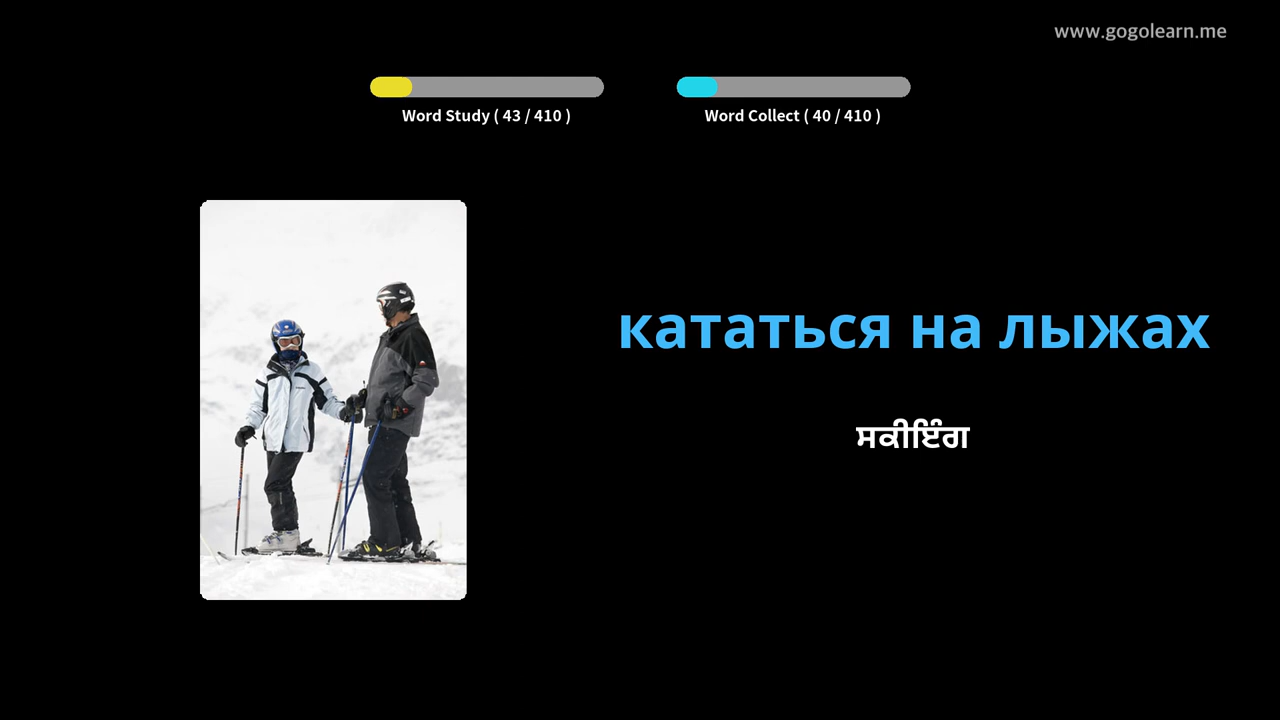 www.gogolearn.me
Word Study ( 43 / 410 )
Word Collect ( 40 / 410 )
кататься на лыжах
ਸਕੀਇੰਗ